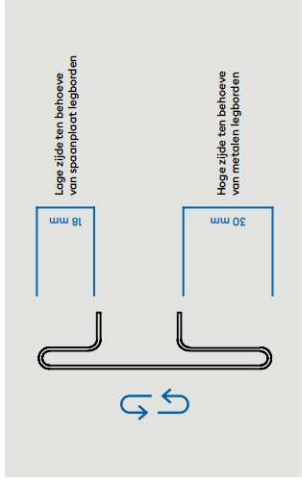 Lage zijde ten behoeve
van spaanplaat legborden
18 mm
Hoge zijde ten behoeve
van metalen legborden
30 mm